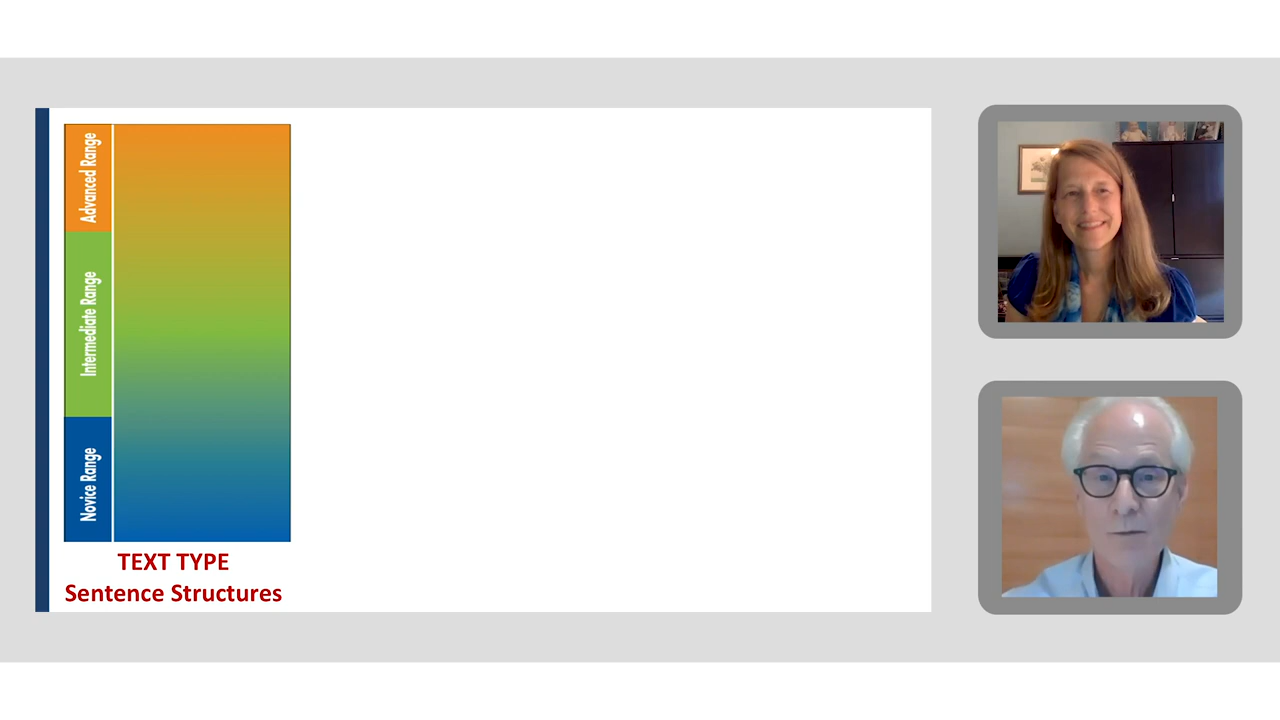 Advanced Range
Intermediate Range
Novice Range
TEXT TYPE
Sentence Structures